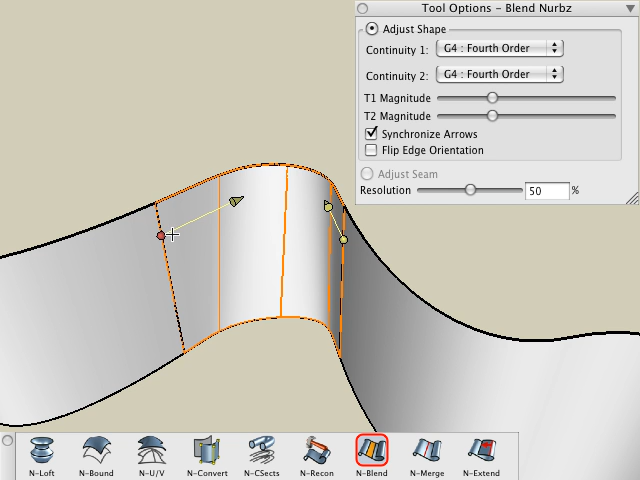 Tool Options - Blend Nurbz
Adjust Shape
Continuity 1: G4 : Fourth Order
Continuity 2: G4 : Fourth Order
T1 Magnitude
T2 Magnitude
Synchronize Arrows
Flip Edge Orientation
Adjust Seam
Resolution 50 %
N-Loft N-Bound N-U/V N-Convert N-CSects N-Recon N-Blend N-Merge N-Extend